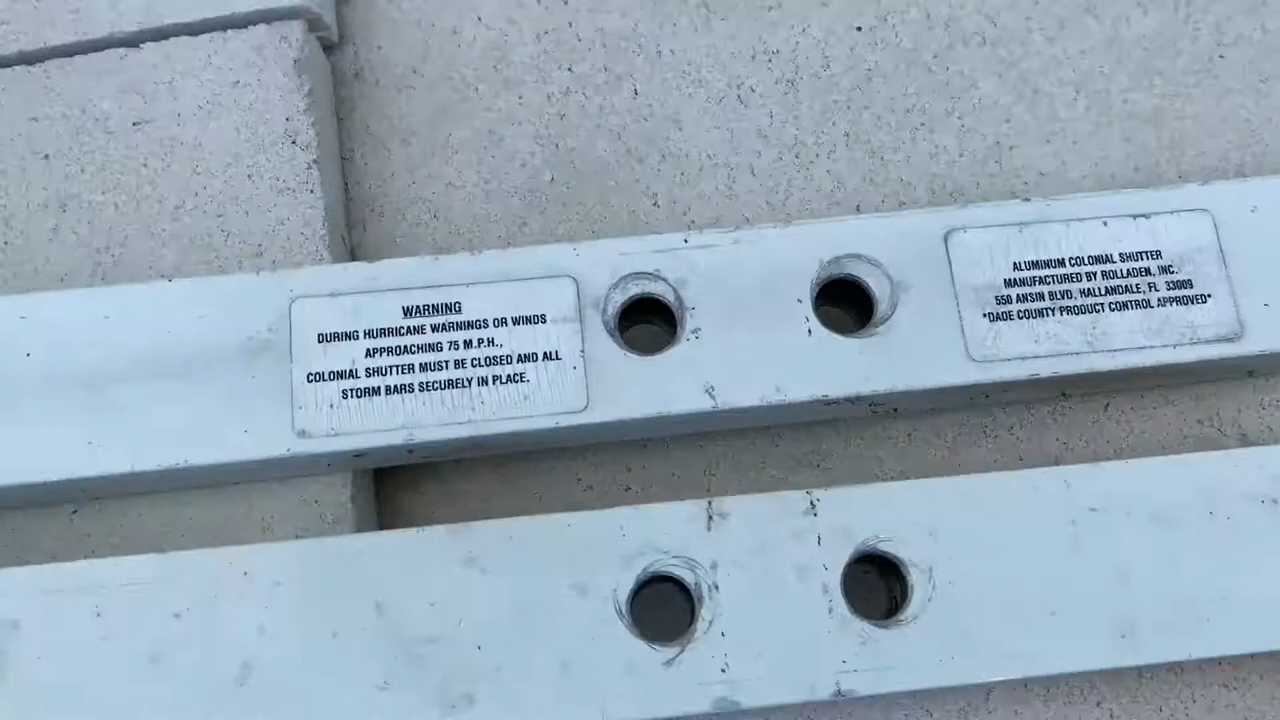 WARNING
DURING HURRICANE WARNINGS OR WINDS
APPROACHING 75 M.P.H.,
COLONIAL SHUTTER MUST BE CLOSED AND ALL
STORM BARS SECURELY IN PLACE.
ALUMINUM COLONIAL SHUTTER
MANUFACTURED BY ROLLADEN, INC.
550 ANSIN BLVD. HALLANDALE, FL 33009
"DADE COUNTY PRODUCT CONTROL APPROVED"